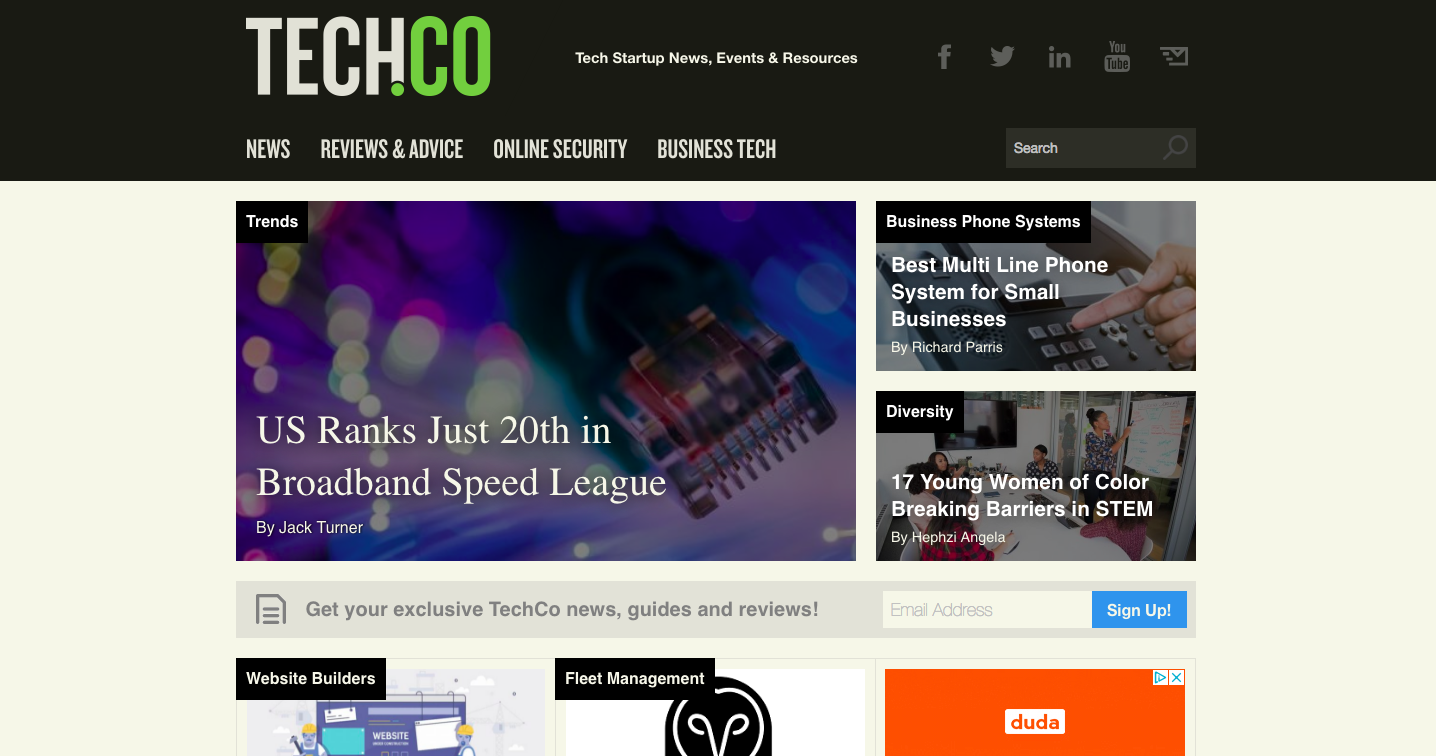 TECH.CO
Tech Startup News, Events & Resources
You
Tube
NEWS
REVIEWS & ADVICE
ONLINE SECURITY
BUSINESS TECH
Search
Trends
US Ranks Just 20th in
Broadband Speed League
By Jack Turner
Business Phone Systems
Best Multi Line Phone
System for Small
Businesses
By Richard Parris
Diversity
17 Young Women of Color
Breaking Barriers in STEM
By Hephzi Angela
Get your exclusive TechCo news, guides and reviews!
Email Address
Sign Up!
Website Builders
WEBSITE
UNDER CONSTRUCTION
Fleet Management
duda